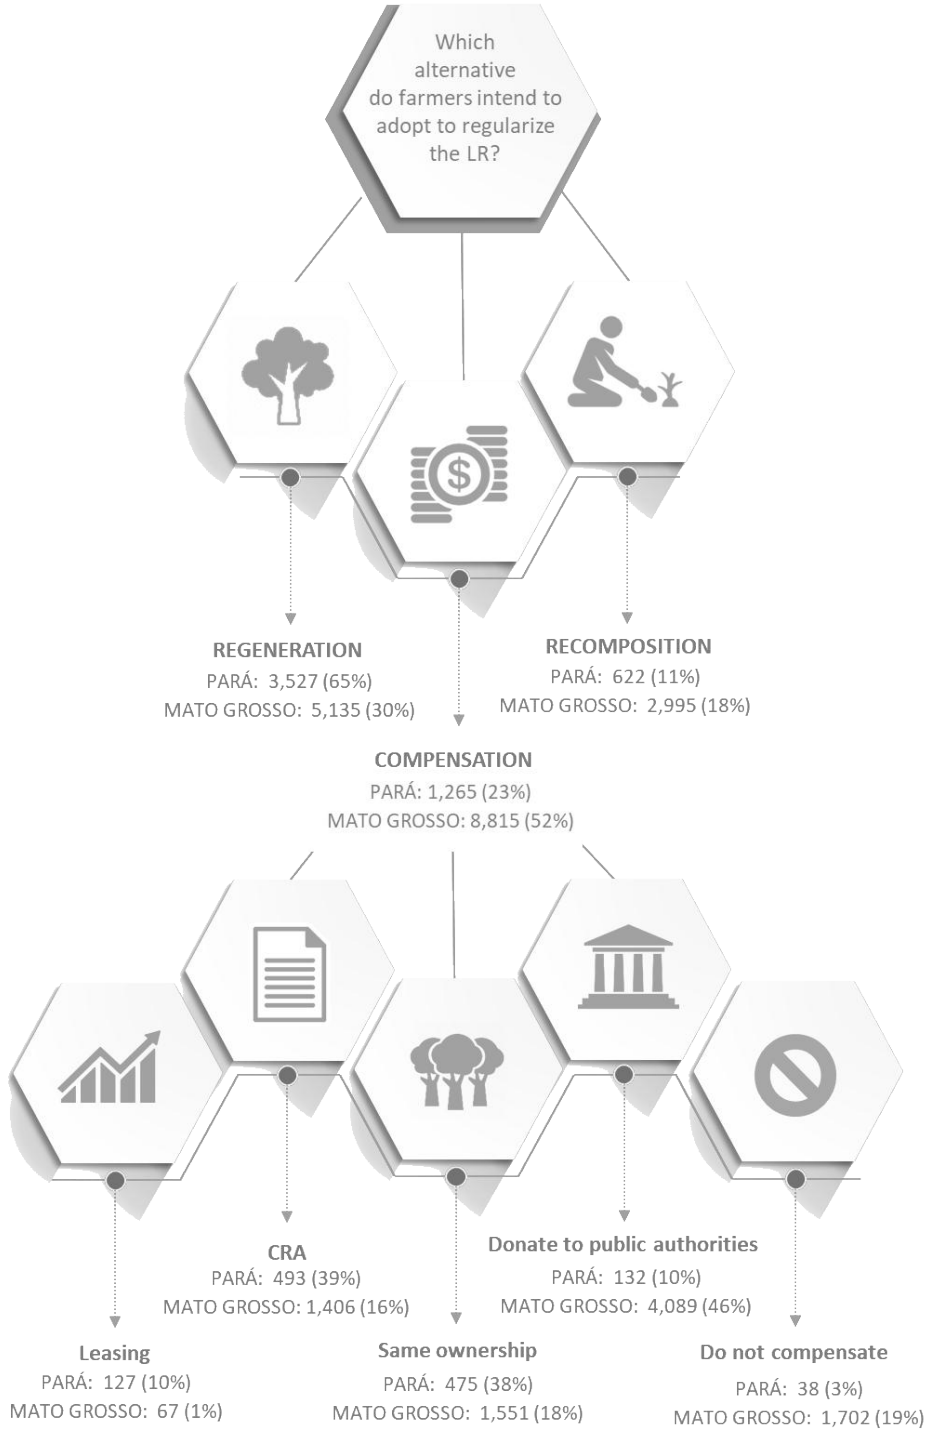 Which
alternative
do farmers intend to
adopt to regularize
the LR?
$
REGENERATION
PARÁ: 3,527 (65%)
MATO GROSSO: 5,135 (30%)
RECOMPOSITION
PARÁ: 622 (11%)
MATO GROSSO: 2,995 (18%)
COMPENSATION
PARÁ: 1,265 (23%)
MATO GROSSO: 8,815 (52%)
Leasing
PARÁ: 127 (10%)
MATO GROSSO: 67 (1%)
CRA
PARÁ: 493 (39%)
MATO GROSSO: 1,406 (16%)
Same ownership
PARÁ: 475 (38%)
MATO GROSSO: 1,551 (18%)
Donate to public authorities
PARÁ: 132 (10%)
MATO GROSSO: 4,089 (46%)
Do not compensate
PARÁ: 38 (3%)
MATO GROSSO: 1,702 (19%)